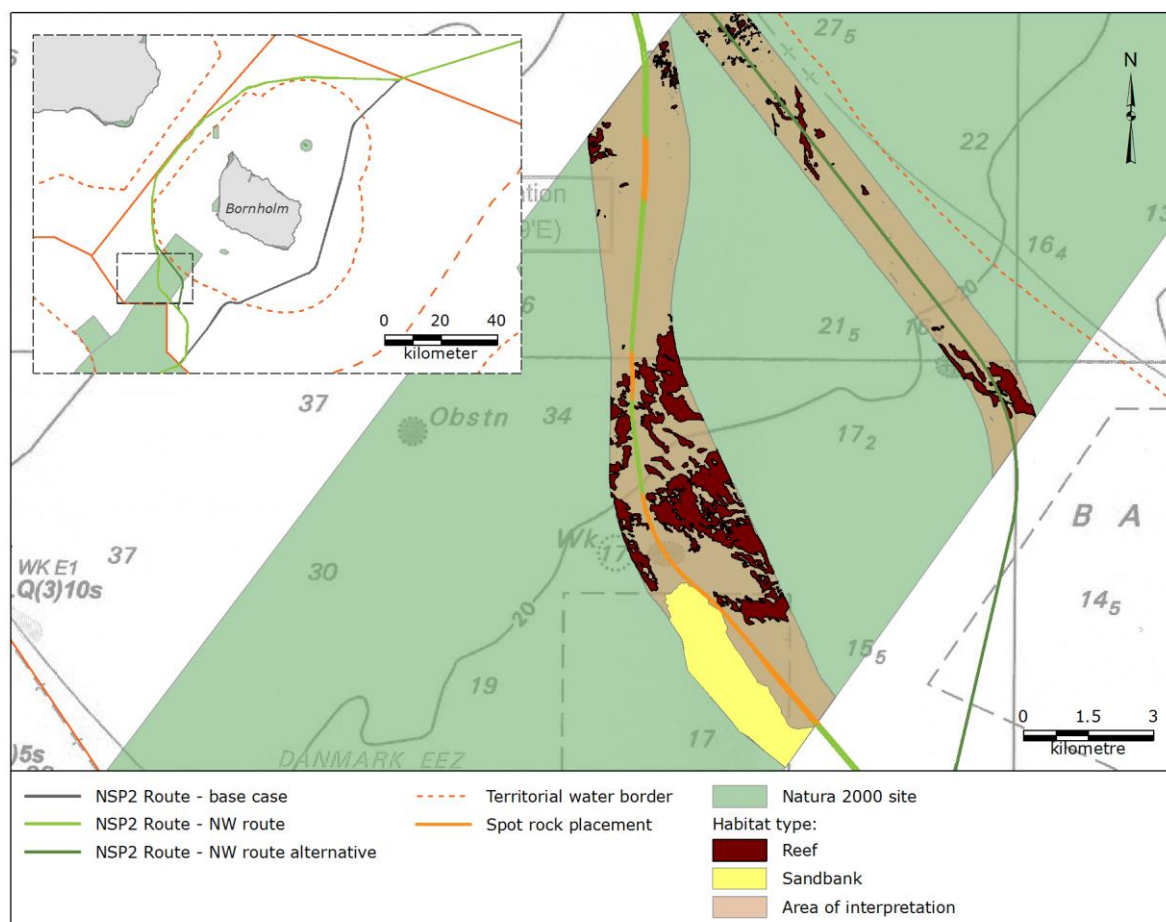 27₅
N
22
13
ation
9'E)
Bornholm
16₄
20
6
21₅
16
0 20 40
kilometer
37
Obstn
34
17₂
B A
37
WK E1
Q(3)10s
30
Wk
17
14₅
20
15₅
19
17
0 1.5 3
kilometre
DANMARK EEZ
)5s
NSP2 Route - base case
NSP2 Route - NW route
NSP2 Route - NW route alternative
Territorial water border
Spot rock placement
Natura 2000 site
Habitat type:
Reef
Sandbank
Area of interpretation